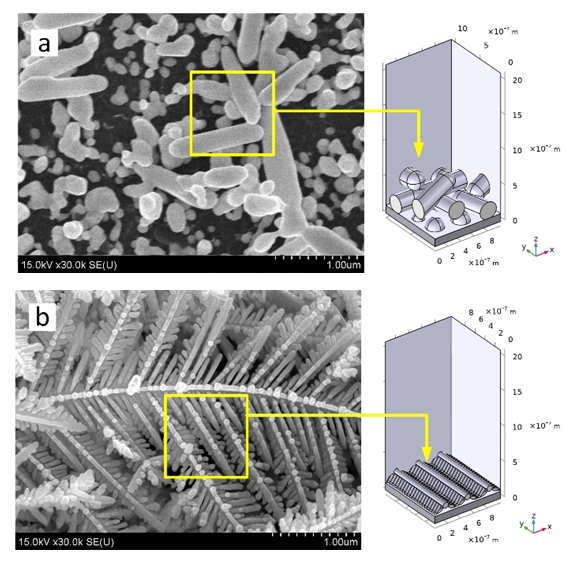 a
15.0kV x30.0k SE(U)
1.00um
10
5
0
×10⁻⁷ m
20
15
10
×10⁻⁷ m
5
0
0 2 4 6 8
×10⁻⁷ m
y z x
b
15.0kV x30.0k SE(U)
1.00um
8 6 4 2 0
×10⁻⁷ m
20
15
10
×10⁻⁷ m
5
0
0 2 4 6 8
×10⁻⁷ m
y z x